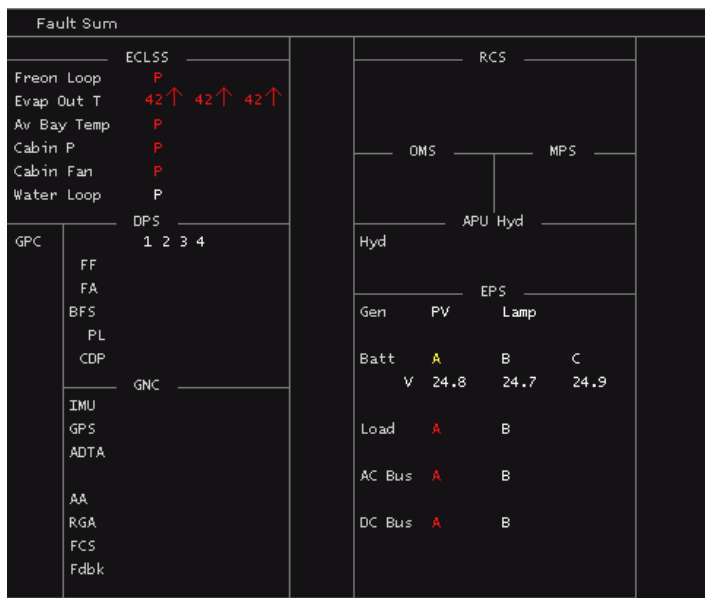 Fault Sum
ECLSS
Freon Loop P
Evap Out T 42↑ 42↑ 42↑
Av Bay Temp P
Cabin P P
Cabin Fan P
Water Loop P
DPS
GPC 1 2 3 4
FF
FA
BFS
PL
CDP
GNC
IMU
GPS
ADTA
AA
RGA
FCS
Fdbk
RCS
OMS MPS
APU Hyd
Hyd
EPS
Gen PV Lamp
Batt A B C
V 24.8 24.7 24.9
Load A B
AC Bus A B
DC Bus A B